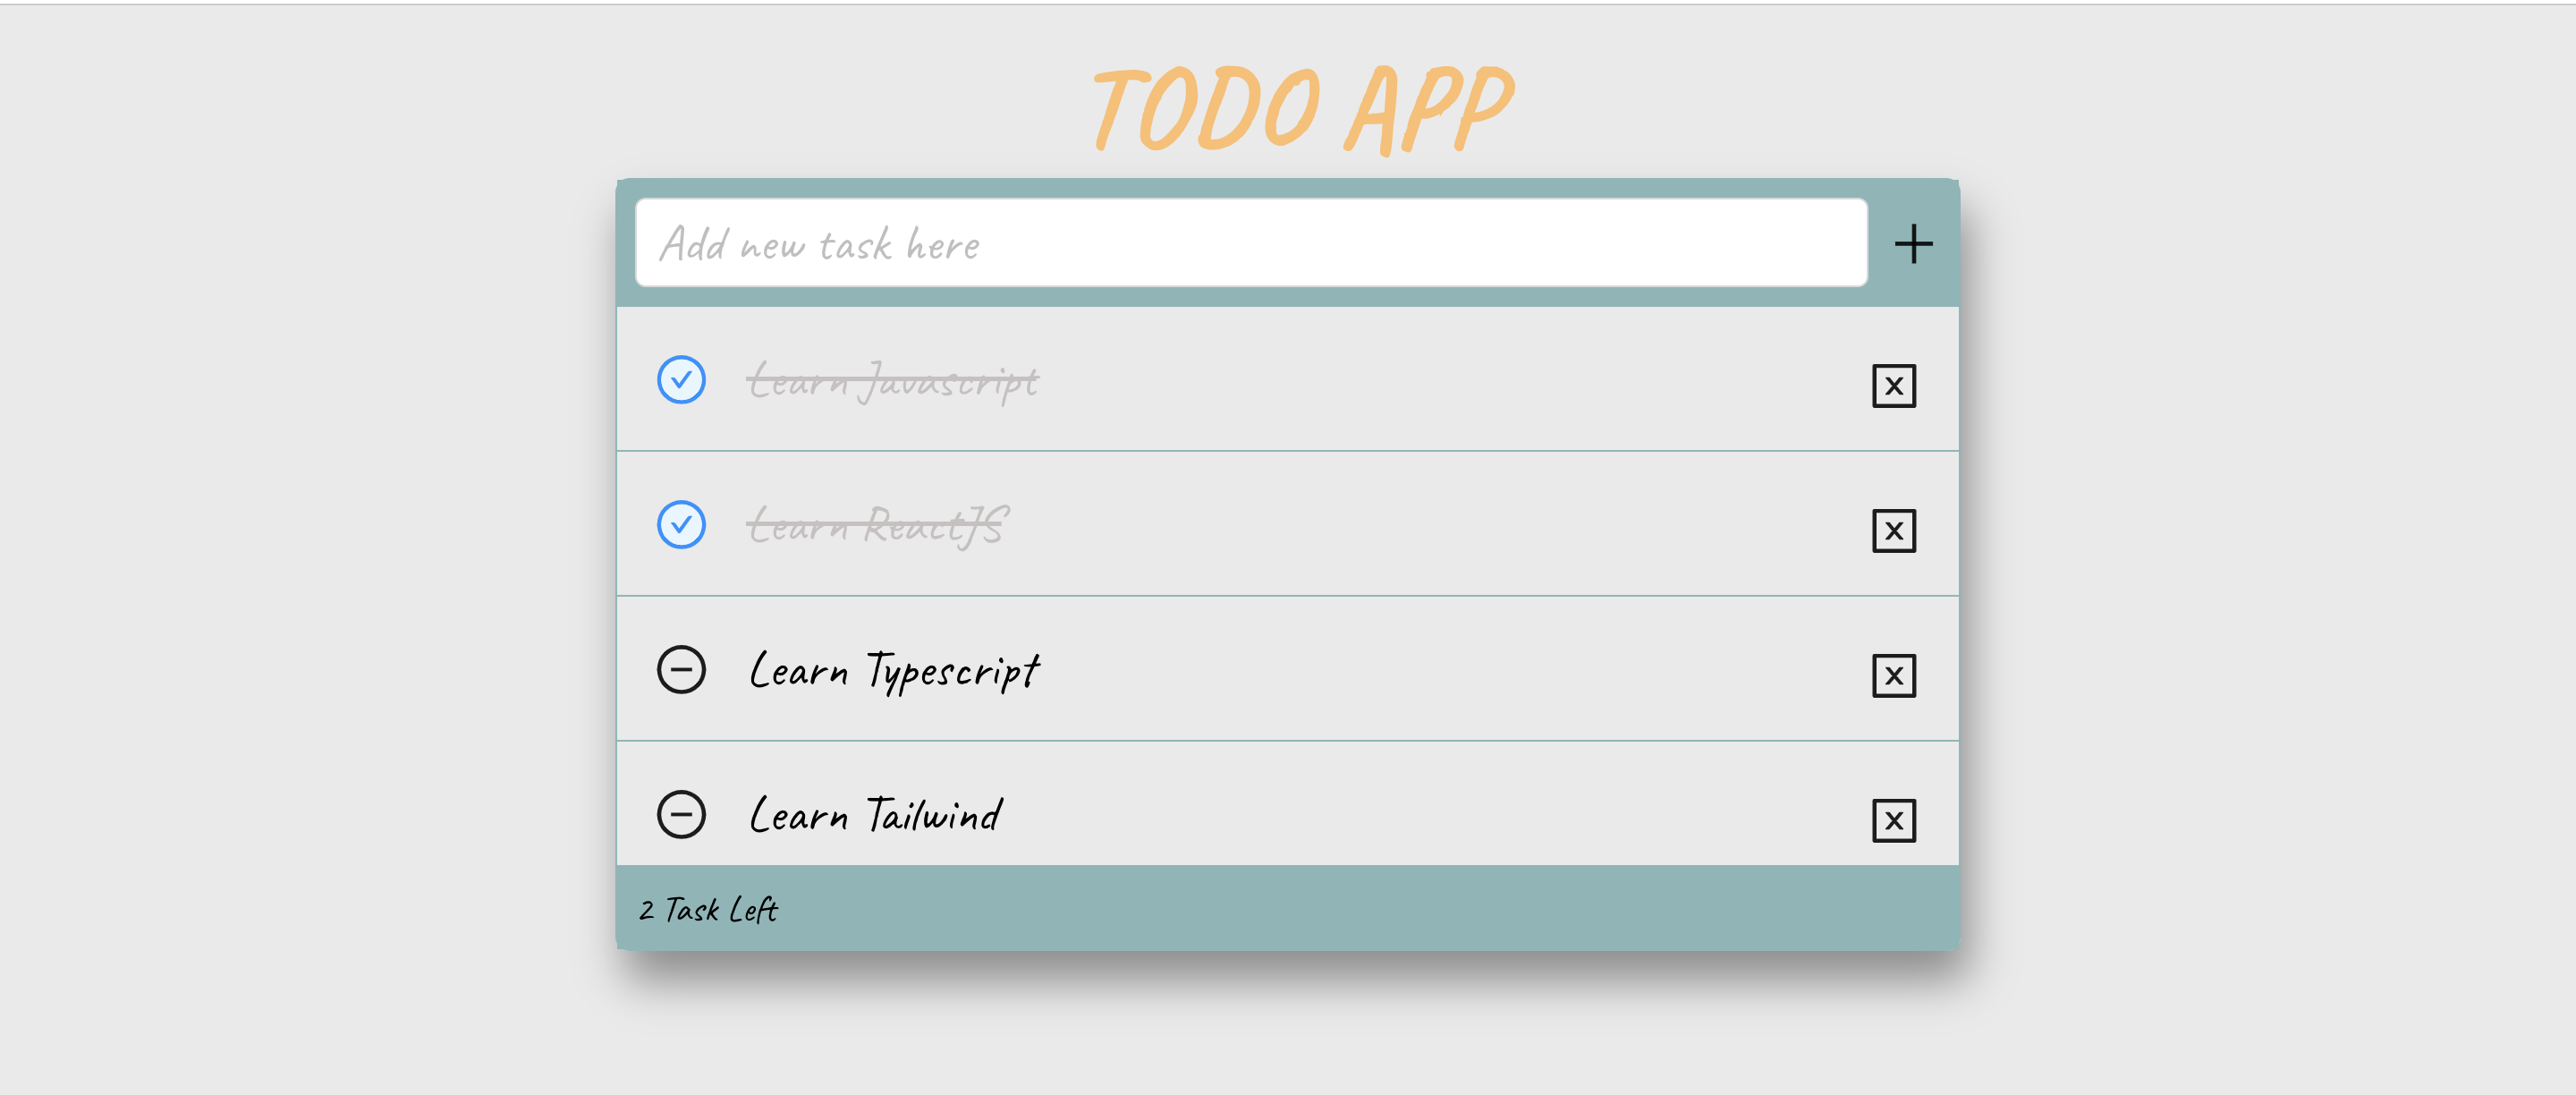 TODO APP
Add new task here
Learn Javascript
Learn ReactJS
Learn Typescript
Learn Tailwind
2 Task Left